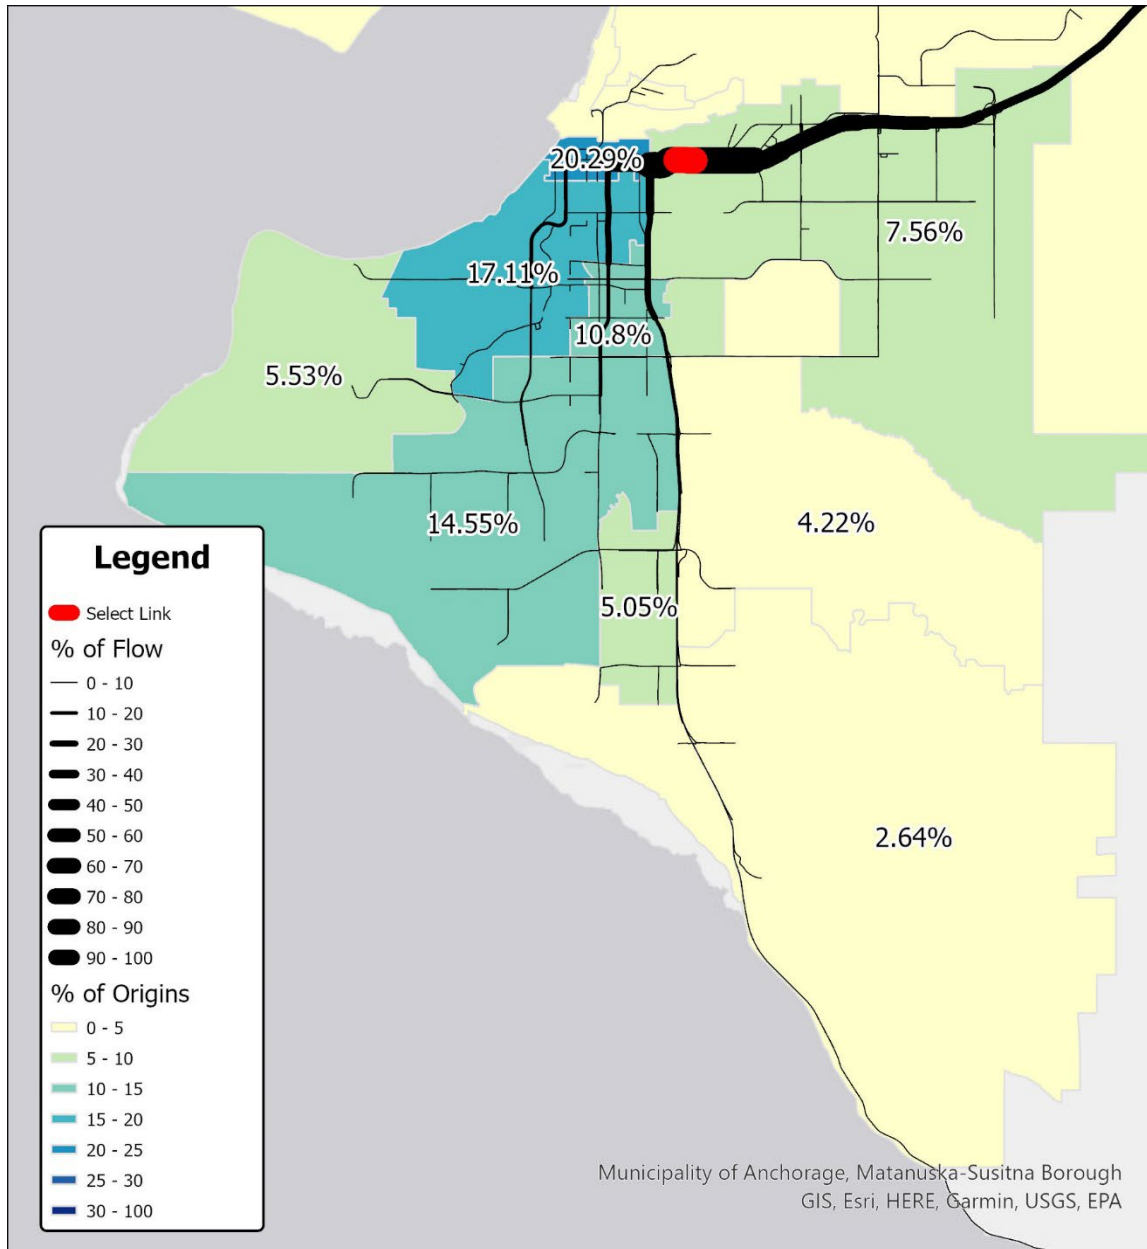 20.29%
7.56%
17.11%
10.8%
5.53%
14.55%
4.22%
5.05%
2.64%
Legend
Select Link
% of Flow
0 - 10
10 - 20
20 - 30
30 - 40
40 - 50
50 - 60
60 - 70
70 - 80
80 - 90
90 - 100
% of Origins
0 - 5
5 - 10
10 - 15
15 - 20
20 - 25
25 - 30
30 - 100
Municipality of Anchorage, Matanuska-Susitna Borough
GIS, Esri, HERE, Garmin, USGS, EPA